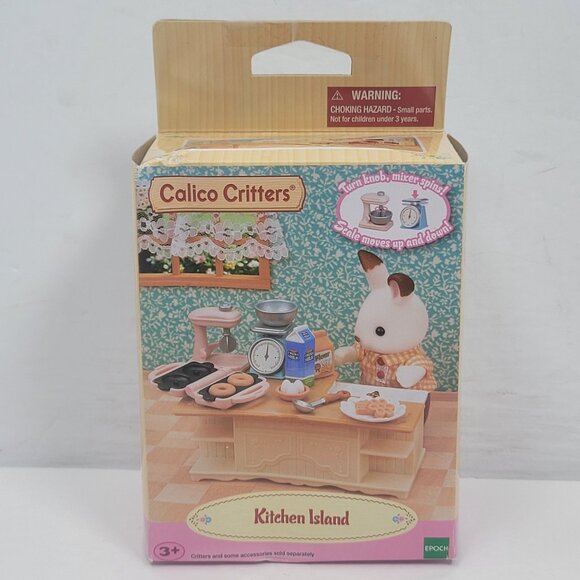 WARNING:
CHOKING HAZARD - Small parts.
Not for children under 3 years.
Calico Critters®
Turn knob, mixer spins!
Scale moves up and down!
Kitchen Island
3+
Critters and some accessories sold separately
EPOCH